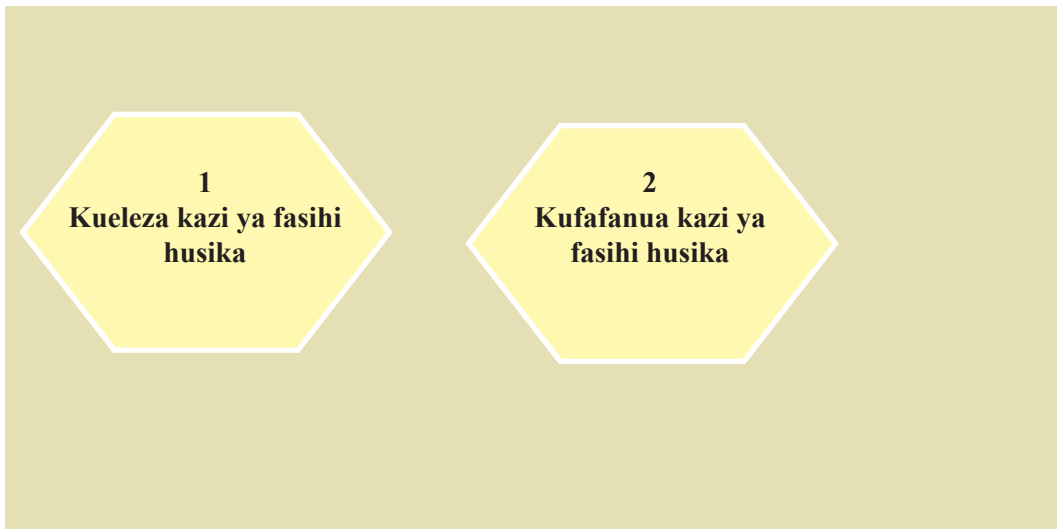 1
Kueleza kazi ya fasihi
husika
2
Kufafanua kazi ya
fasihi husika